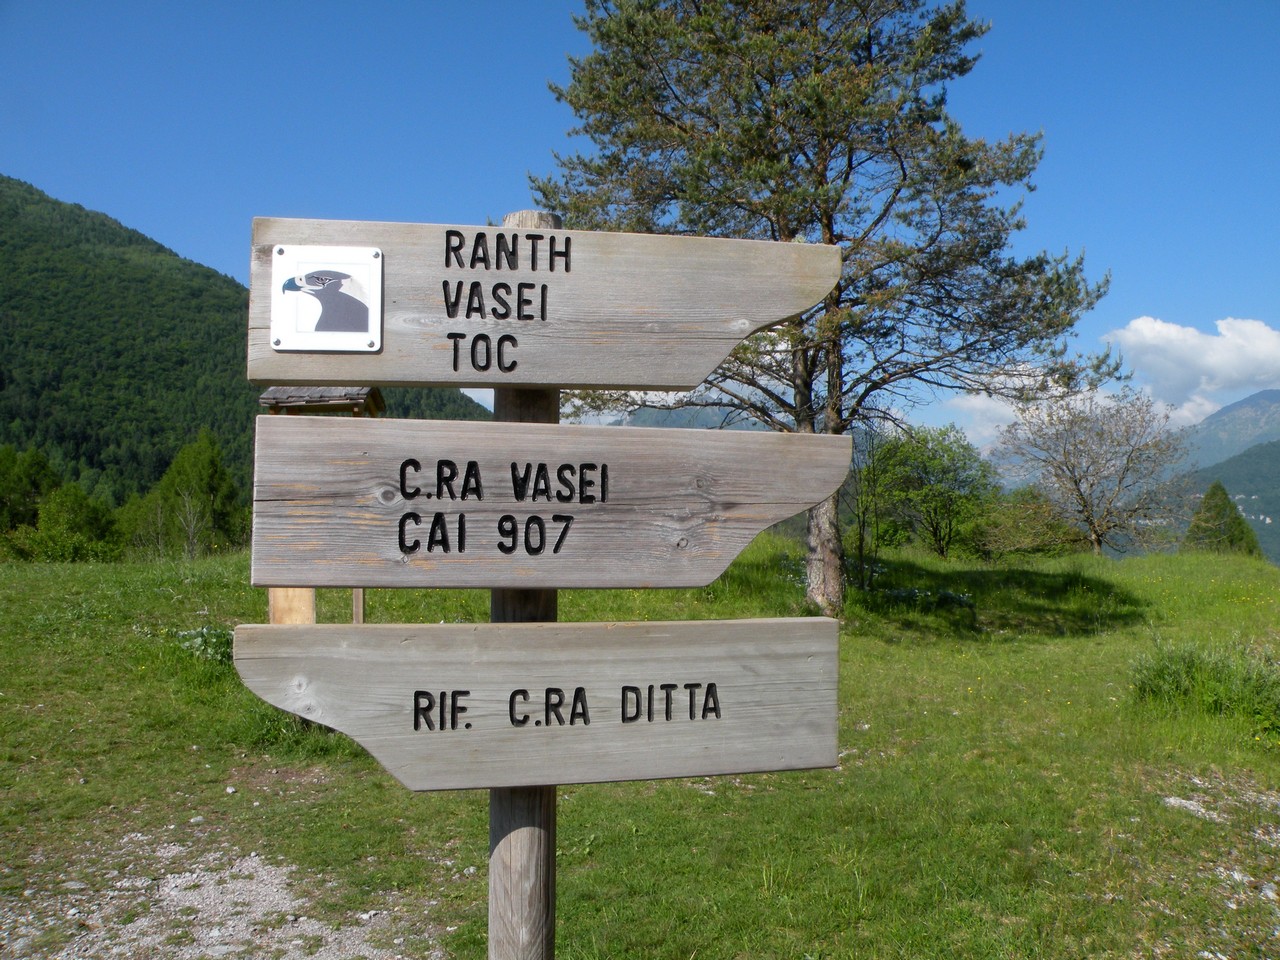 RANTH
VASEI
TOC
C.RA VASEI
CAI 907
RIF. C.RA DITTA